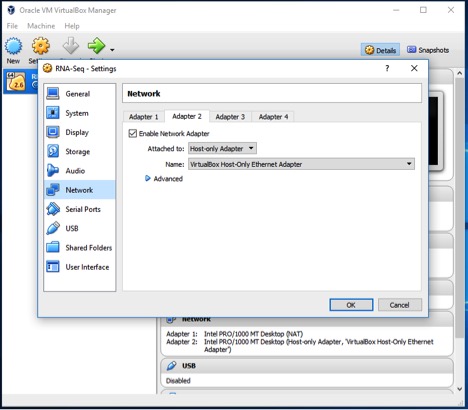 Oracle VM VirtualBox Manager
File Machine Help
New
Details
Snapshots
64
2.6
RNA-Seq - Settings
?
General
System
Display
Storage
Audio
Network
Serial Ports
USB
Shared Folders
User Interface
Network
Adapter 1 Adapter 2 Adapter 3 Adapter 4
Enable Network Adapter
Attached to: Host-only Adapter
Name: VirtualBox Host-Only Ethernet Adapter
Advanced
OK Cancel
Network
Adapter 1: Intel PRO/1000 MT Desktop (NAT)
Adapter 2: Intel PRO/1000 MT Desktop (Host-only Adapter, 'VirtualBox Host-Only Ethernet
Adapter')
USB
Disabled